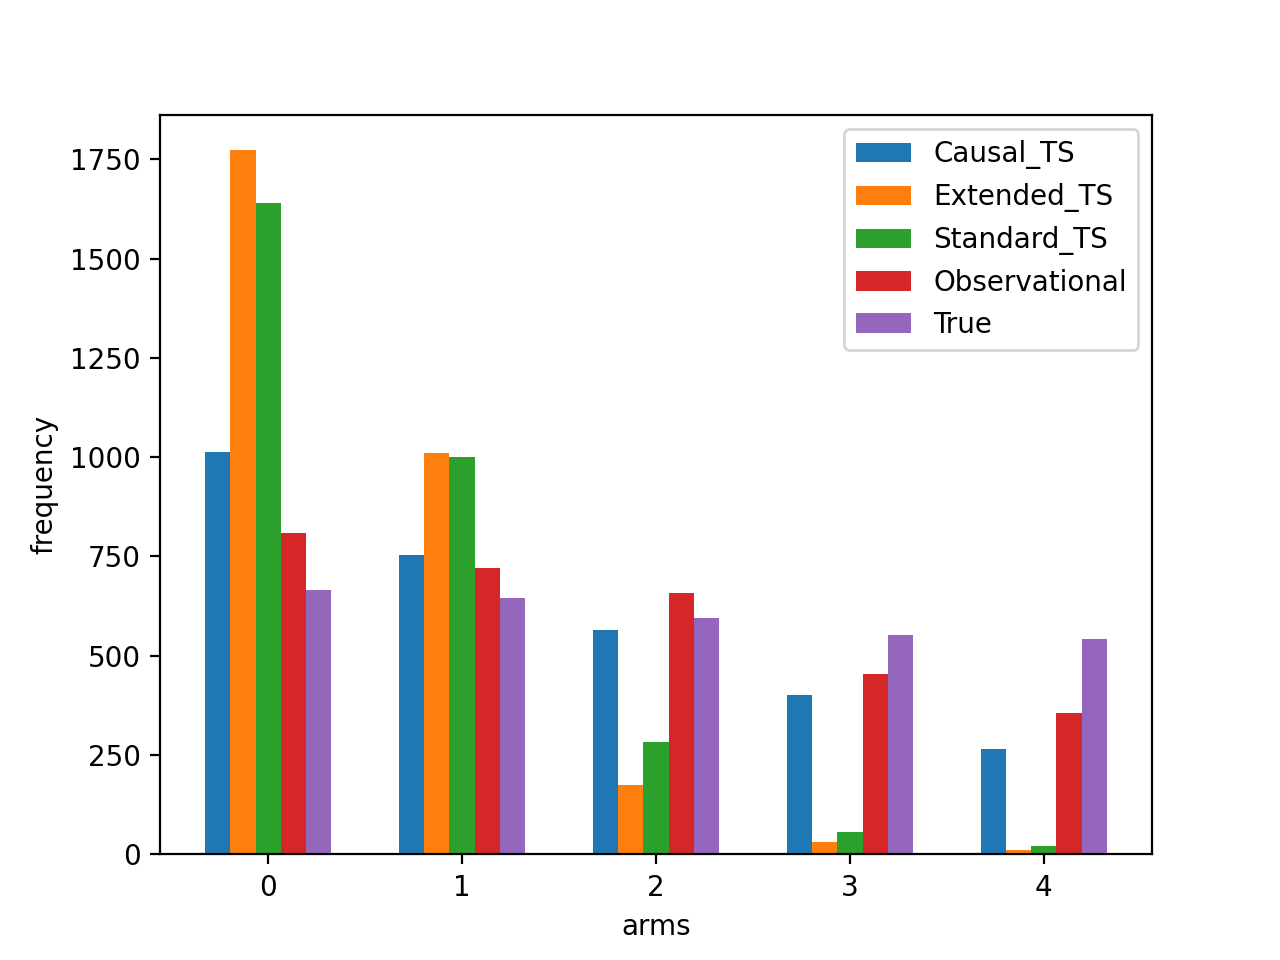 Causal_TS
Extended_TS
Standard_TS
Observational
True
frequency
1750
1500
1250
1000
750
500
250
0
0 1 2 3 4
arms